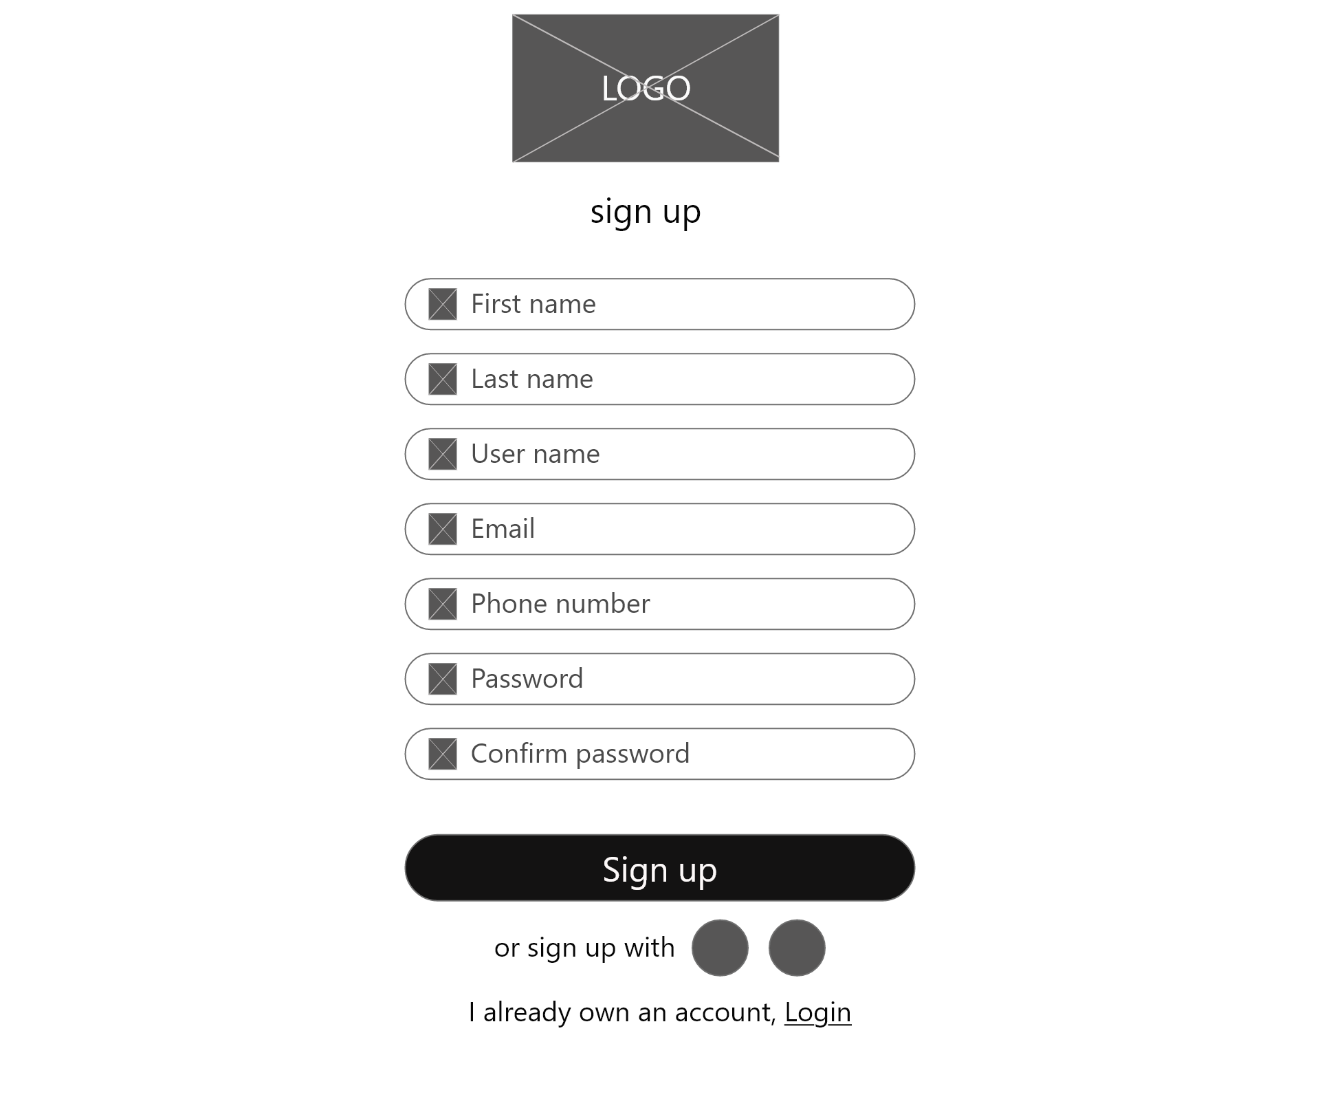 LOGO
sign up
First name
Last name
User name
Email
Phone number
Password
Confirm password
Sign up
or sign up with
I already own an account, Login